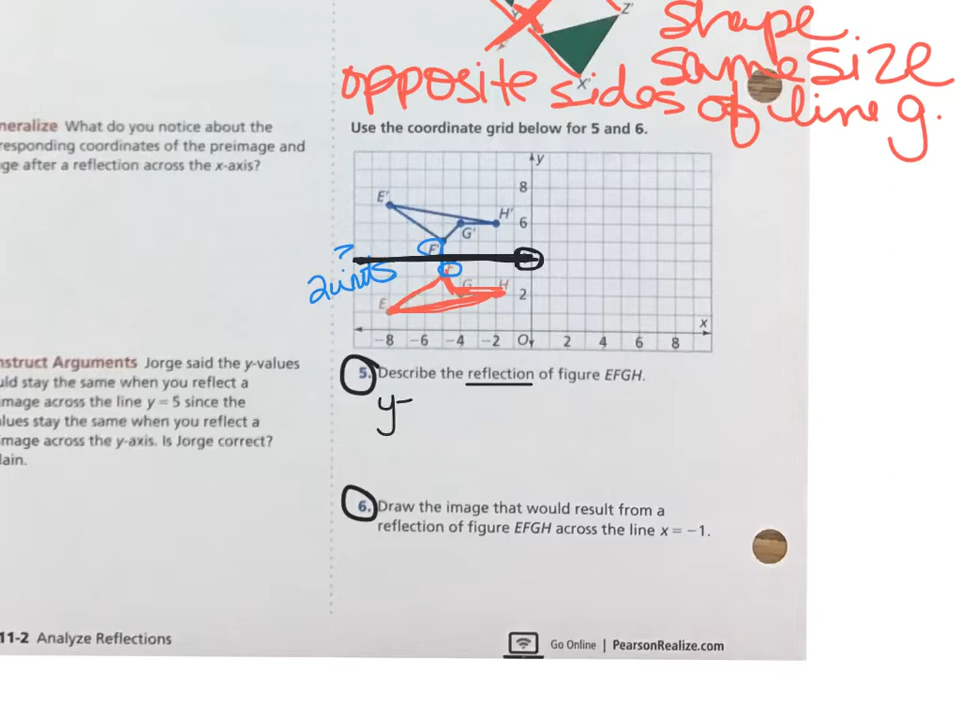 Z'
shape
same size
X'
opposite sides of line g.
neralize What do you notice about the
responding coordinates of the preimage and
ge after a reflection across the x-axis?
Use the coordinate grid below for 5 and 6.
y
8
E'
H'
6
G'
F'
?
2 units
G
H
2
E
x
−8 −6 −4 −2 O 2 4 6 8
nstruct Arguments Jorge said the y-values
uld stay the same when you reflect a
image across the line y = 5 since the
alues stay the same when you reflect a
image across the y-axis. Is Jorge correct?
lain.
5. Describe the reflection of figure EFGH.
y=
6. Draw the image that would result from a
reflection of figure EFGH across the line x = −1.
11-2 Analyze Reflections
Go Online | PearsonRealize.com